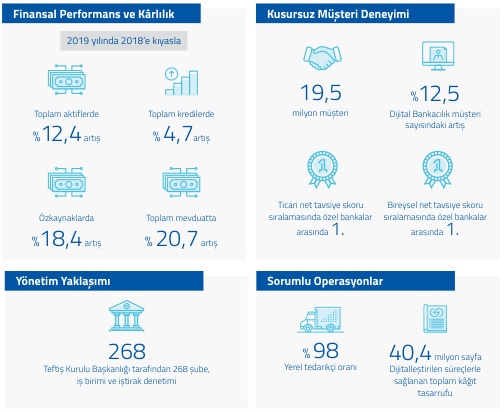 Finansal Performans ve Kârlılık
2019 yılında 2018'e kıyasla
Toplam aktiflerde
%12,4 artış
Toplam kredilerde
% 4,7 artış
Özkaynaklarda
%18,4 artış
Toplam mevduatta
% 20,7 artış
Kusursuz Müşteri Deneyimi
19,5
milyon müşteri
%12,5
Dijital Bankacılık müşteri
sayısındaki artış
Ticari net tavsiye skoru
sıralamasında özel bankalar
arasında 1.
Bireysel net tavsiye skoru
sıralamasında özel bankalar
arasında 1.
Yönetim Yaklaşımı
268
Teftiş Kurulu Başkanlığı tarafından 268 şube,
iş birimi ve iştirak denetimi
Sorumlu Operasyonlar
% 98
Yerel tedarikçi oranı
40,4 milyon sayfa
Dijitalleştirilen süreçlerle
sağlanan toplam kâğıt
tasarrufu